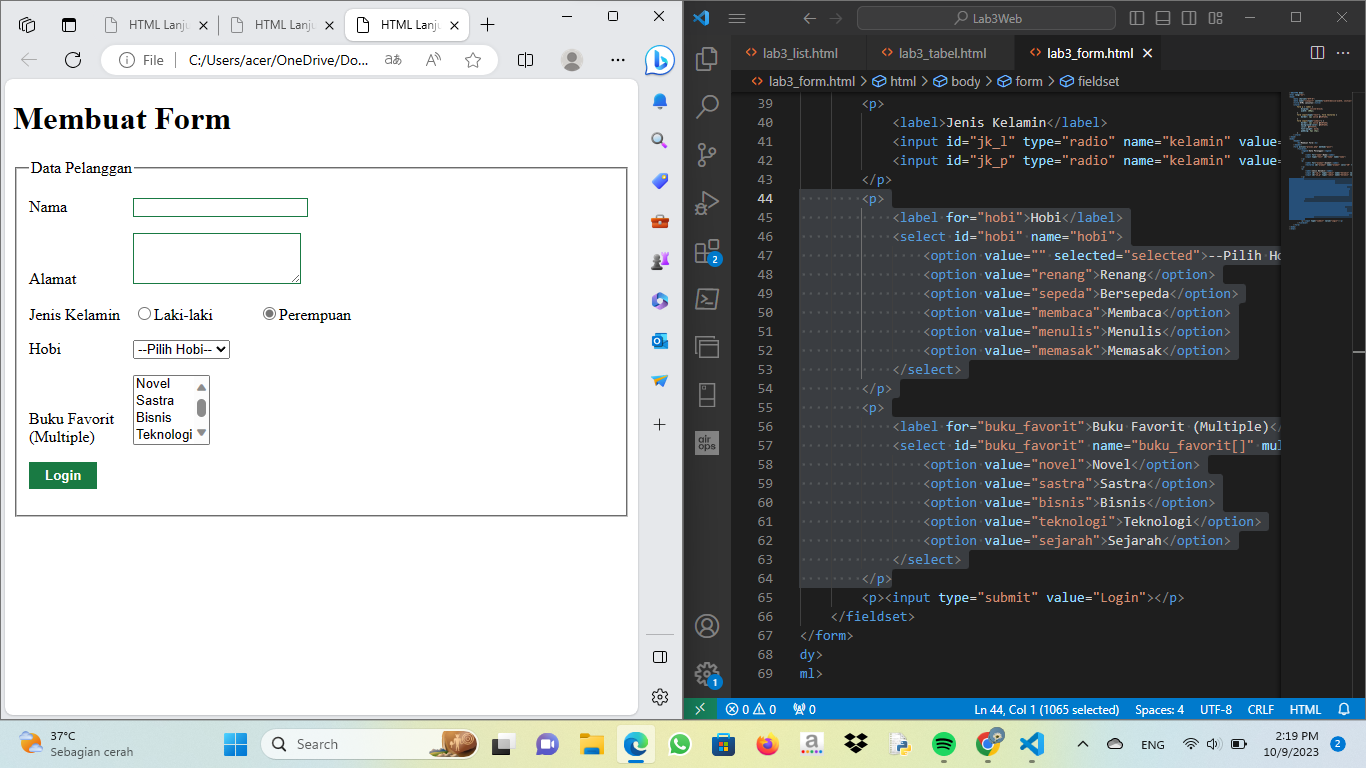 HTML Lanju
HTML Lanju
HTML Lanju
File
C:/Users/acer/OneDrive/Do...
Membuat Form
Data Pelanggan
Nama
Alamat
Jenis Kelamin
Laki-laki
Perempuan
Hobi
--Pilih Hobi--
Novel
Sastra
Bisnis
Teknologi
Buku Favorit
(Multiple)
Login
Lab3Web
lab3_list.html
lab3_tabel.html
lab3_form.html
lab3_form.html > html > body > form > fieldset
39 <p>
40 <label>Jenis Kelamin</label>
41 <input id="jk_l" type="radio" name="kelamin" value=
42 <input id="jk_p" type="radio" name="kelamin" value=
43 </p>
44 <p>
45 <label for="hobi">Hobi</label>
46 <select id="hobi" name="hobi">
47 <option value="" selected="selected">--Pilih Ho
48 <option value="renang">Renang</option>
49 <option value="sepeda">Bersepeda</option>
50 <option value="membaca">Membaca</option>
51 <option value="menulis">Menulis</option>
52 <option value="memasak">Memasak</option>
53 </select>
54 </p>
55 <p>
56 <label for="buku_favorit">Buku Favorit (Multiple)</
57 <select id="buku_favorit" name="buku_favorit[]" mul
58 <option value="novel">Novel</option>
59 <option value="sastra">Sastra</option>
60 <option value="bisnis">Bisnis</option>
61 <option value="teknologi">Teknologi</option>
62 <option value="sejarah">Sejarah</option>
63 </select>
64 </p>
65 <p><input type="submit" value="Login"></p>
66 </fieldset>
67 </form>
68 dy>
69 ml>
2
air
ops
1
0 0 0
Ln 44, Col 1 (1065 selected)
Spaces: 4
UTF-8
CRLF
HTML
37°C
Sebagian cerah
Search
ENG
2:19 PM
10/9/2023
2